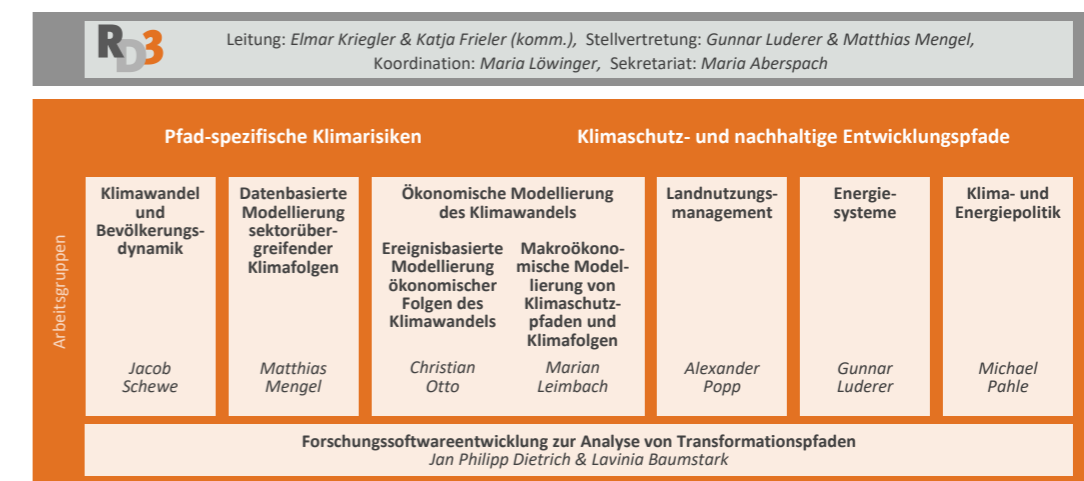 RD3
Leitung: Elmar Kriegler & Katja Frieler (komm.), Stellvertretung: Gunnar Luderer & Matthias Mengel,
Koordination: Maria Löwinger, Sekretariat: Maria Aberspach
Pfad-spezifische Klimarisiken
Klimaschutz- und nachhaltige Entwicklungspfade
Arbeitsgruppen
Klimawandel
und
Bevölkerungs-
dynamik
Jacob
Schewe
Datenbasierte
Modellierung
sektorüber-
greifender
Klimafolgen
Matthias
Mengel
Ökonomische Modellierung
des Klimawandels
Ereignisbasierte
Modellierung
ökonomischer
Folgen des
Klimawandels
Christian
Otto
Makroökono-
mische Model-
lierung von
Klimaschutz-
pfaden und
Klimafolgen
Marian
Leimbach
Landnutzungs-
management
Alexander
Popp
Energie-
systeme
Gunnar
Luderer
Klima- und
Energiepolitik
Michael
Pahle
Forschungssoftwareentwicklung zur Analyse von Transformationspfaden
Jan Philipp Dietrich & Lavinia Baumstark